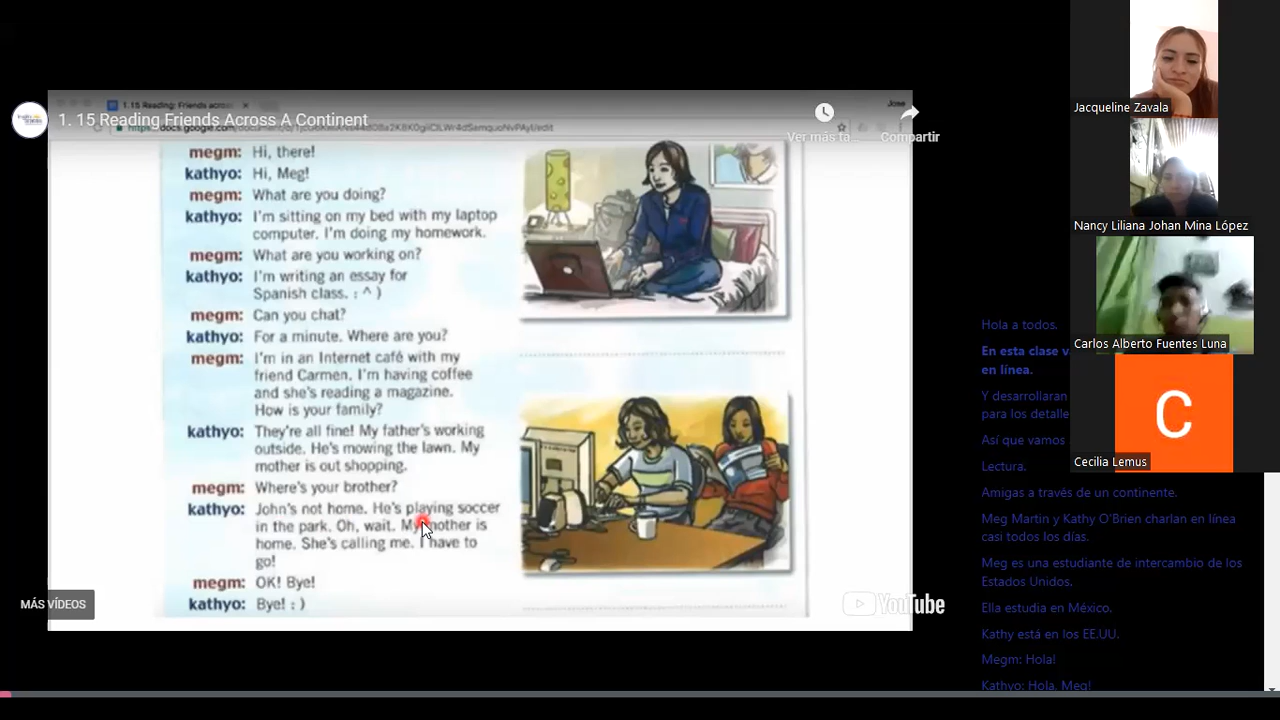 1.15 Reading: Friends across
Jose
1. 15 Reading Friends Across A Continent
Ver más ta...
Compartir
megm: Hi, there!
kathyo: Hi, Meg!
megm: What are you doing?
kathyo: I'm sitting on my bed with my laptop
computer. I'm doing my homework.
megm: What are you working on?
kathyo: I'm writing an essay for
Spanish class. : ^ )
megm: Can you chat?
kathyo: For a minute. Where are you?
megm: I'm in an Internet café with my
friend Carmen. I'm having coffee
and she's reading a magazine.
How is your family?
kathyo: They're all fine! My father's working
outside. He's mowing the lawn. My
mother is out shopping.
megm: Where's your brother?
kathyo: John's not home. He's playing soccer
in the park. Oh, wait. My mother is
home. She's calling me. I have to
go!
megm: OK! Bye!
kathyo: Bye! : )
MÁS VÍDEOS
YouTube
Hola a todos.
En esta clase v
en línea.
Y desarrollaran
para los detalle
Así que vamos
Lectura.
Amigas a través de un continente.
Meg Martin y Kathy O'Brien charlan en línea
casi todos los días.
Meg es una estudiante de intercambio de los
Estados Unidos.
Ella estudia en México.
Kathy está en los EE.UU.
Megm: Hola!
Kathyo: Hola, Meg!
Jacqueline Zavala
Nancy Liliana Johan Mina López
Carlos Alberto Fuentes Luna
C
Cecilia Lemus